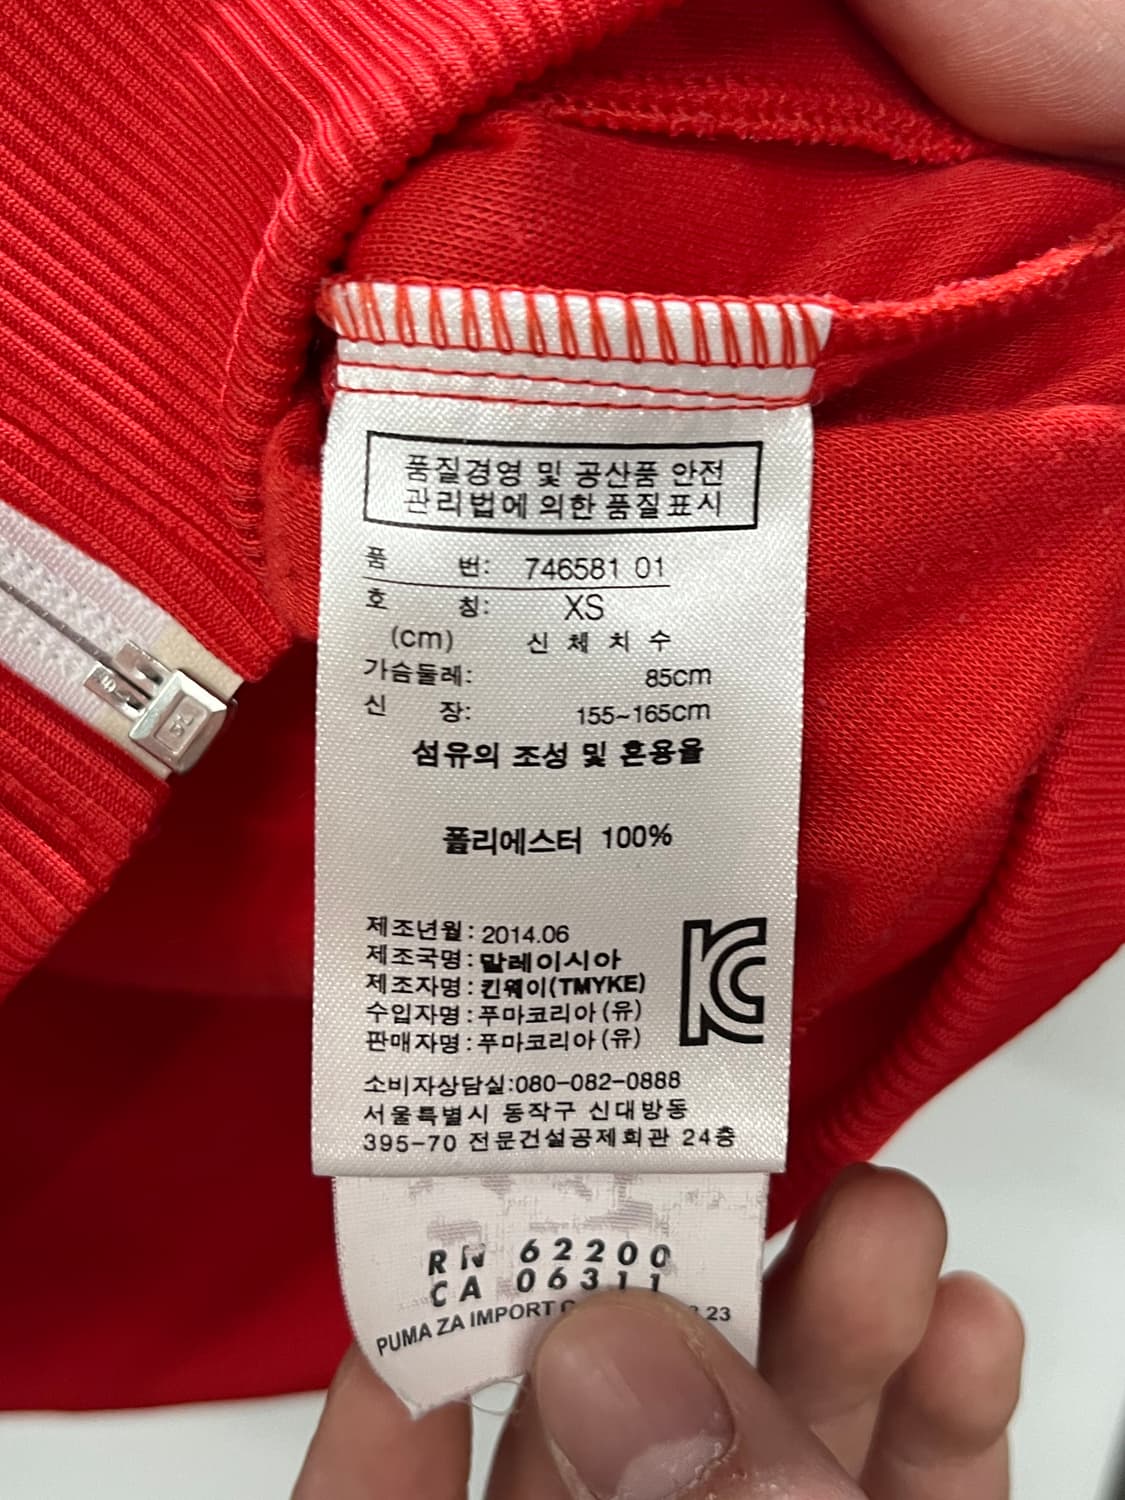 품질경영 및 공산품 안전
관리법에 의한 품질표시
품 번: 746581 01
호 칭: XS
(cm) 신 체 치 수
가슴둘레: 85cm
신 장: 155~165cm
섬유의 조성 및 혼용율
폴리에스터 100%
제조년월: 2014.06
제조국명: 말레이시아
제조자명: 킨웨이(TMYKE)
수입자명: 푸마코리아(유)
판매자명: 푸마코리아(유)
소비자상담실:080-082-0888
서울특별시 동작구 신대방동
395-70 전문건설공제회관 24층
RN 62200
CA 06311
PUMA ZA IMPORT 23